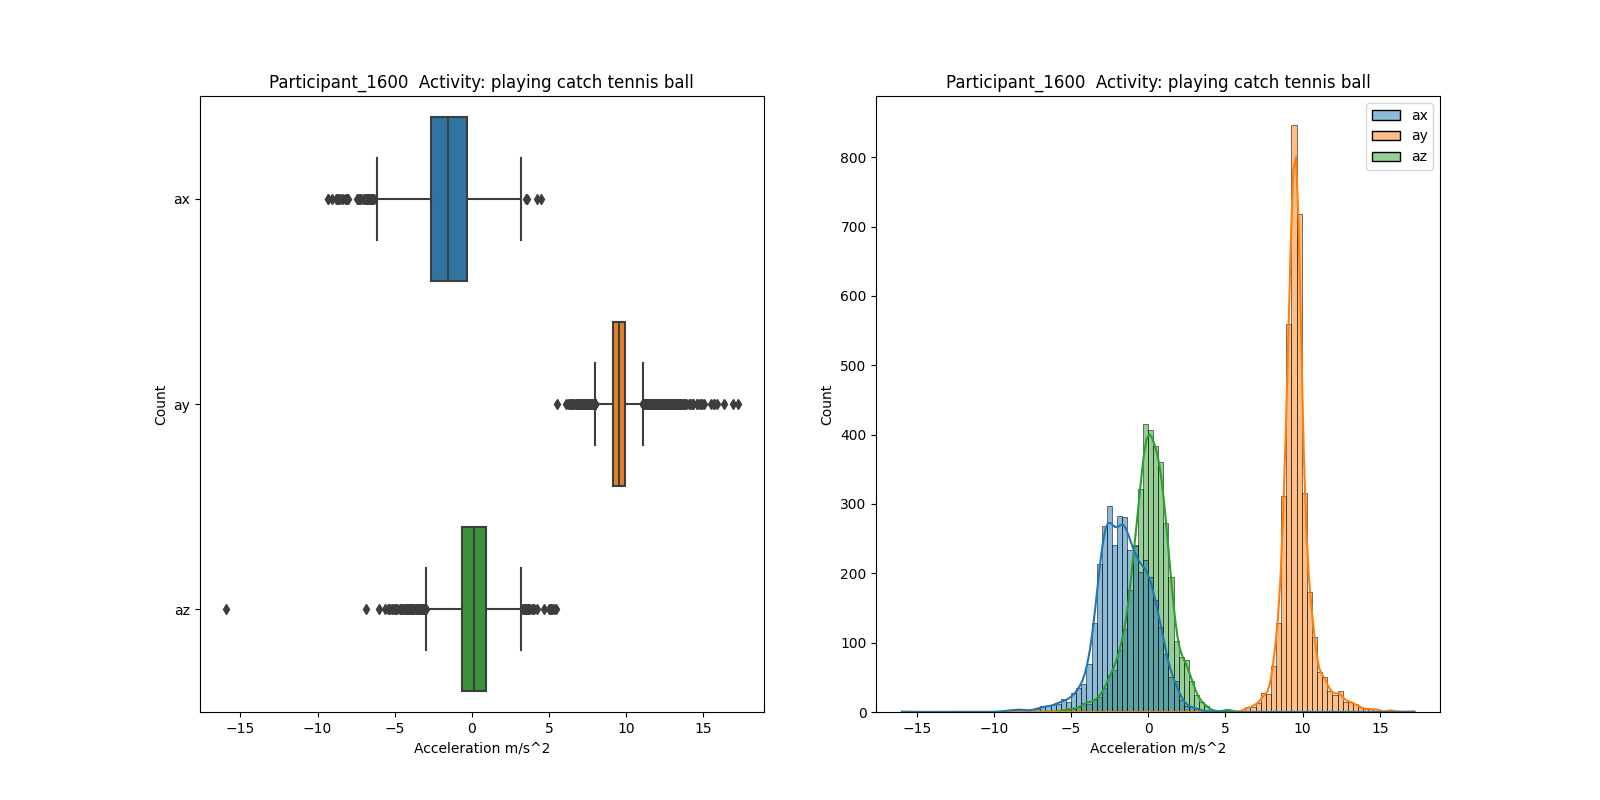 Participant_1600  Activity: playing catch tennis ball
ax
ay
az
Count
−15 −10 −5 0 5 10 15
Acceleration m/s^2
Participant_1600  Activity: playing catch tennis ball
ax
ay
az
800
700
600
500
400
300
200
100
0
Count
−15 −10 −5 0 5 10 15
Acceleration m/s^2